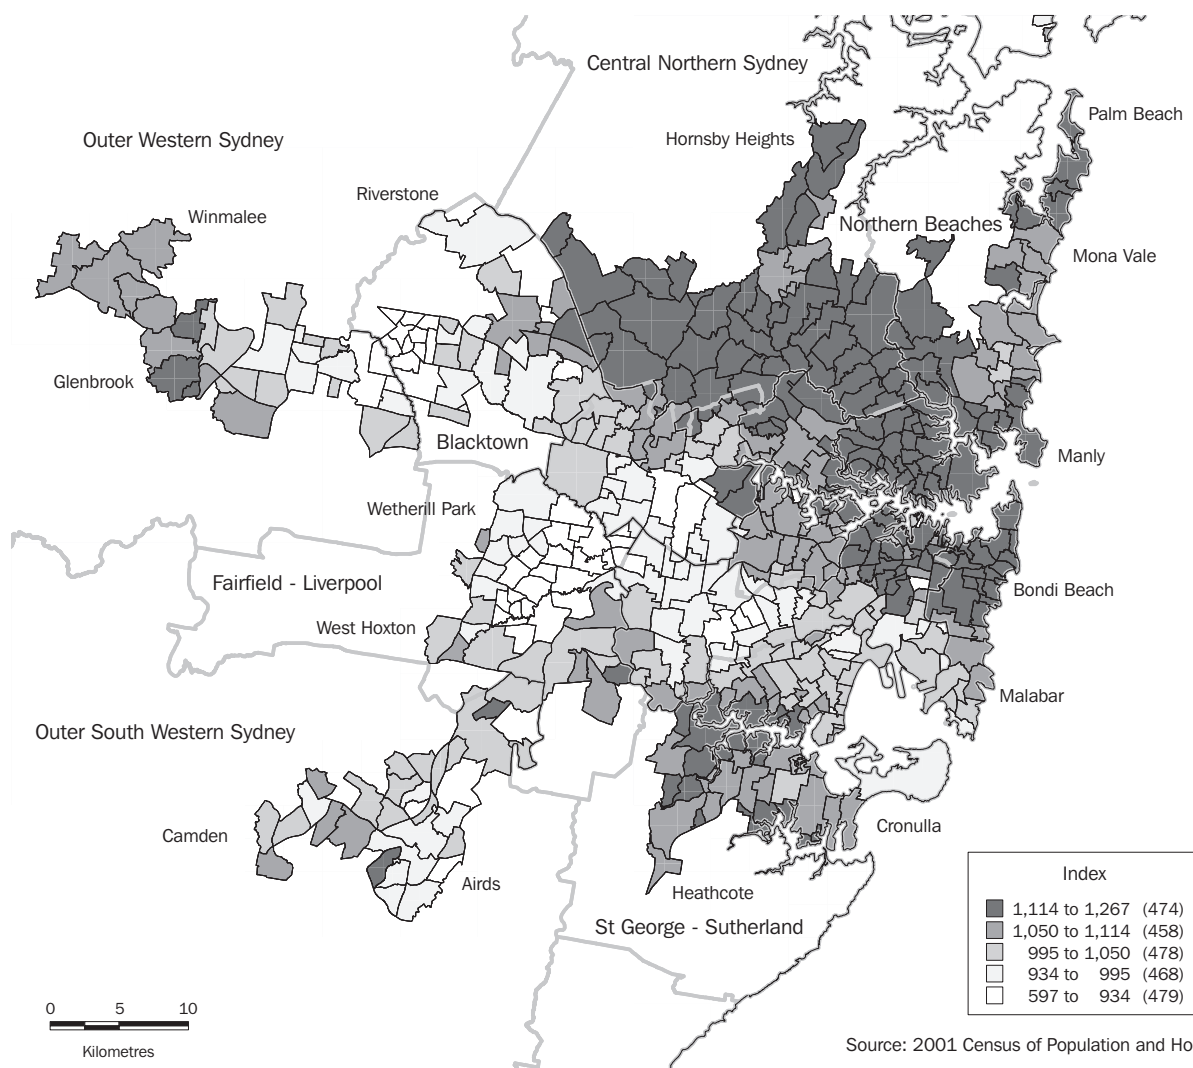 Central Northern Sydney
Palm Beach
Hornsby Heights
Outer Western Sydney
Riverstone
Winmalee
Northern Beaches
Mona Vale
Glenbrook
Blacktown
Manly
Wetherill Park
Fairfield - Liverpool
Bondi Beach
West Hoxton
Malabar
Outer South Western Sydney
Camden
Cronulla
Airds
Heathcote
St George - Sutherland
Index
1,114 to 1,267 (474)
1,050 to 1,114 (458)
995 to 1,050 (478)
934 to 995 (468)
597 to 934 (479)
0 5 10
Kilometres
Source: 2001 Census of Population and Ho